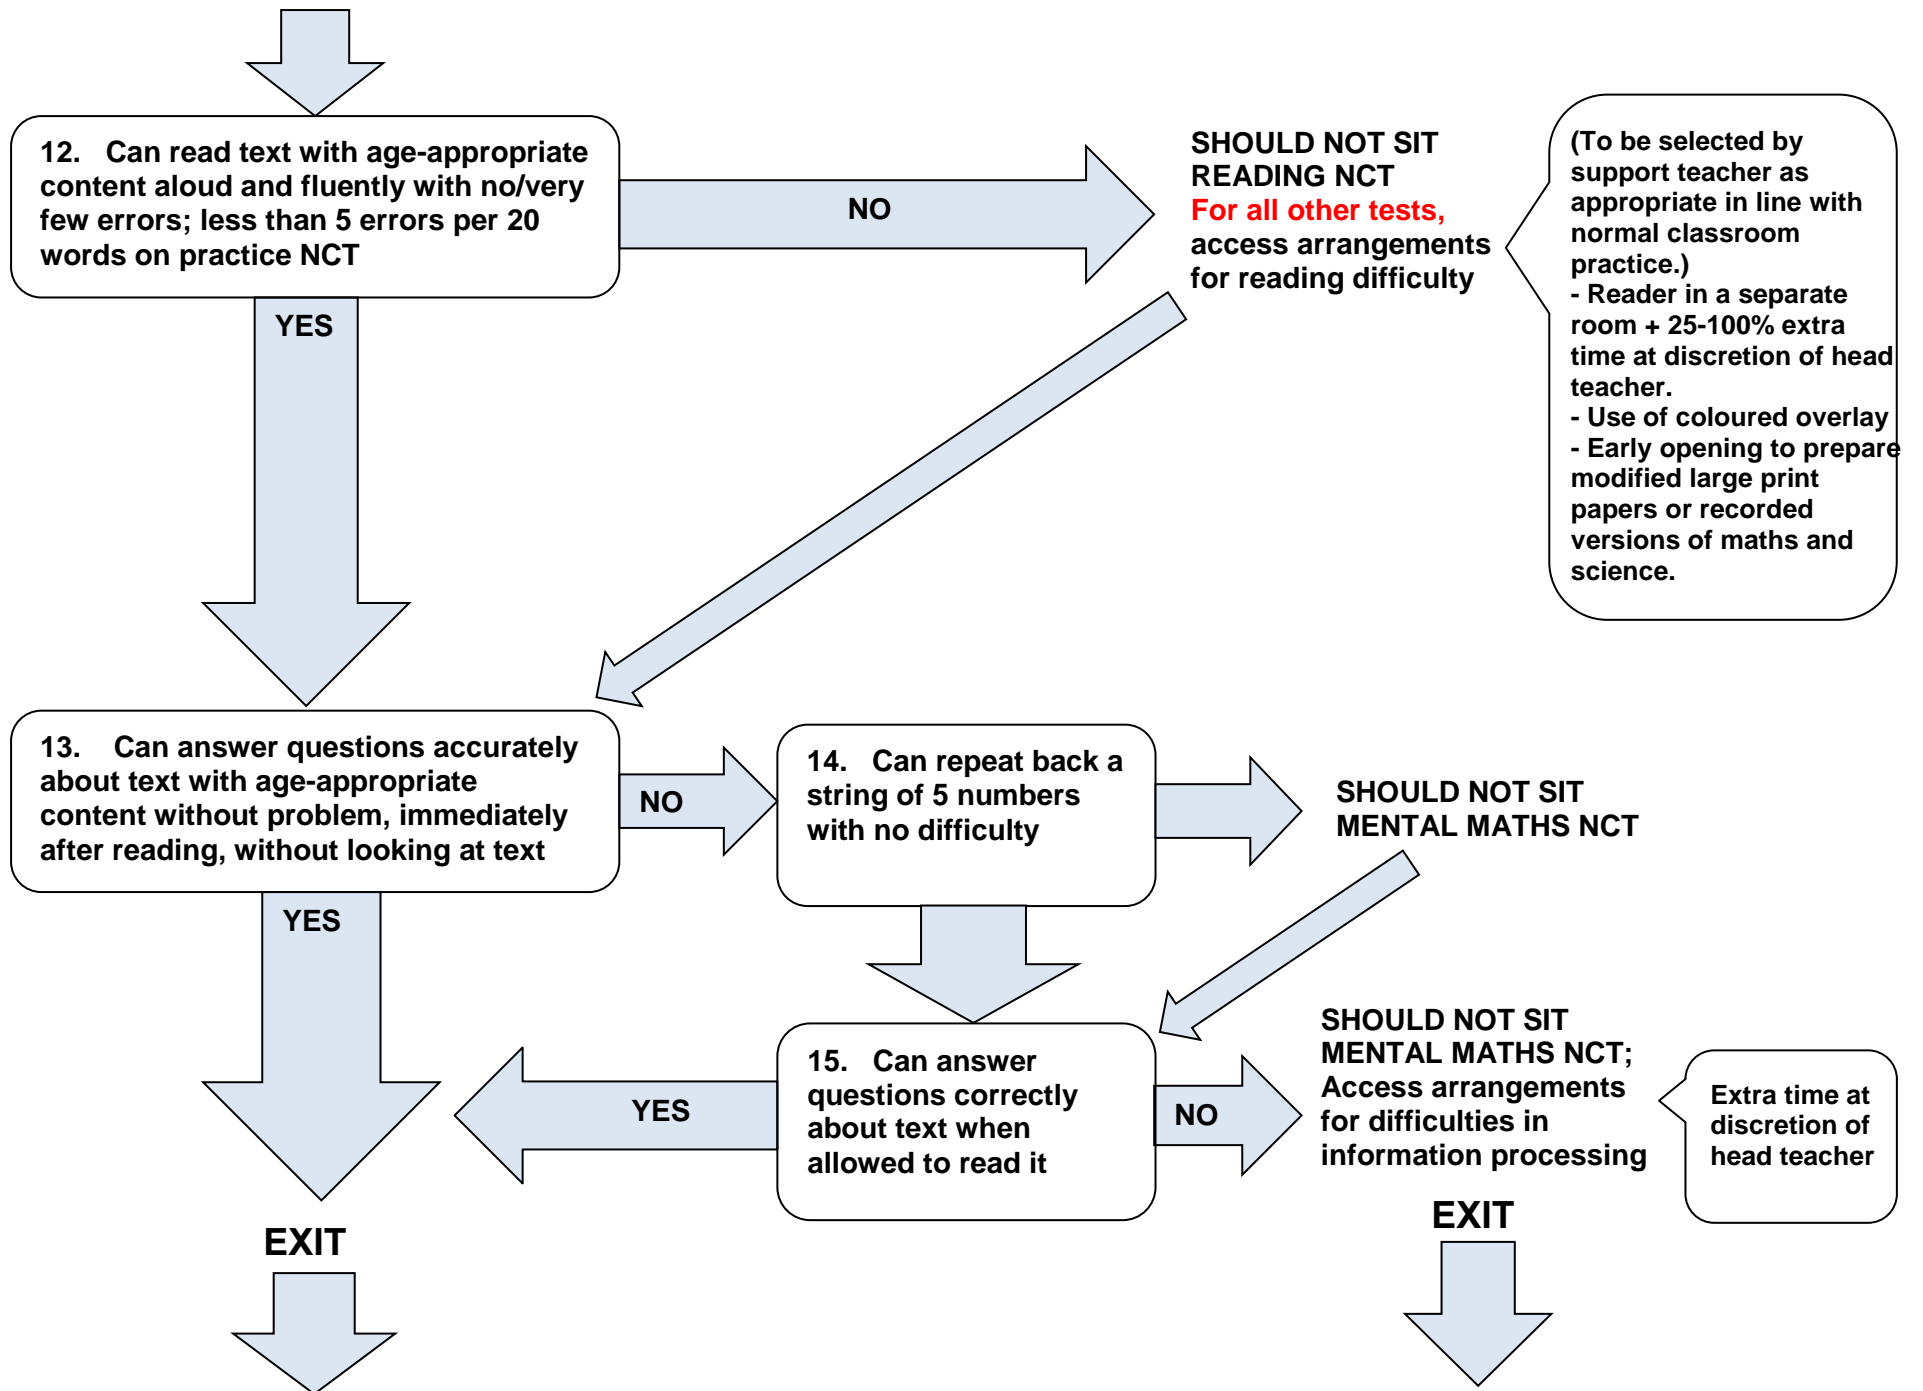 12. Can read text with age-appropriate
content aloud and fluently with no/very
few errors; less than 5 errors per 20
words on practice NCT
NO
SHOULD NOT SIT
READING NCT
For all other tests,
access arrangements
for reading difficulty
(To be selected by
support teacher as
appropriate in line with
normal classroom
practice.)
- Reader in a separate
room + 25-100% extra
time at discretion of head
teacher.
- Use of coloured overlay
- Early opening to prepare
modified large print
papers or recorded
versions of maths and
science.
YES
13. Can answer questions accurately
about text with age-appropriate
content without problem, immediately
after reading, without looking at text
NO
14. Can repeat back a
string of 5 numbers
with no difficulty
SHOULD NOT SIT
MENTAL MATHS NCT
YES
15. Can answer
questions correctly
about text when
allowed to read it
YES
NO
SHOULD NOT SIT
MENTAL MATHS NCT;
Access arrangements
for difficulties in
information processing
Extra time at
discretion of
head teacher
EXIT
EXIT